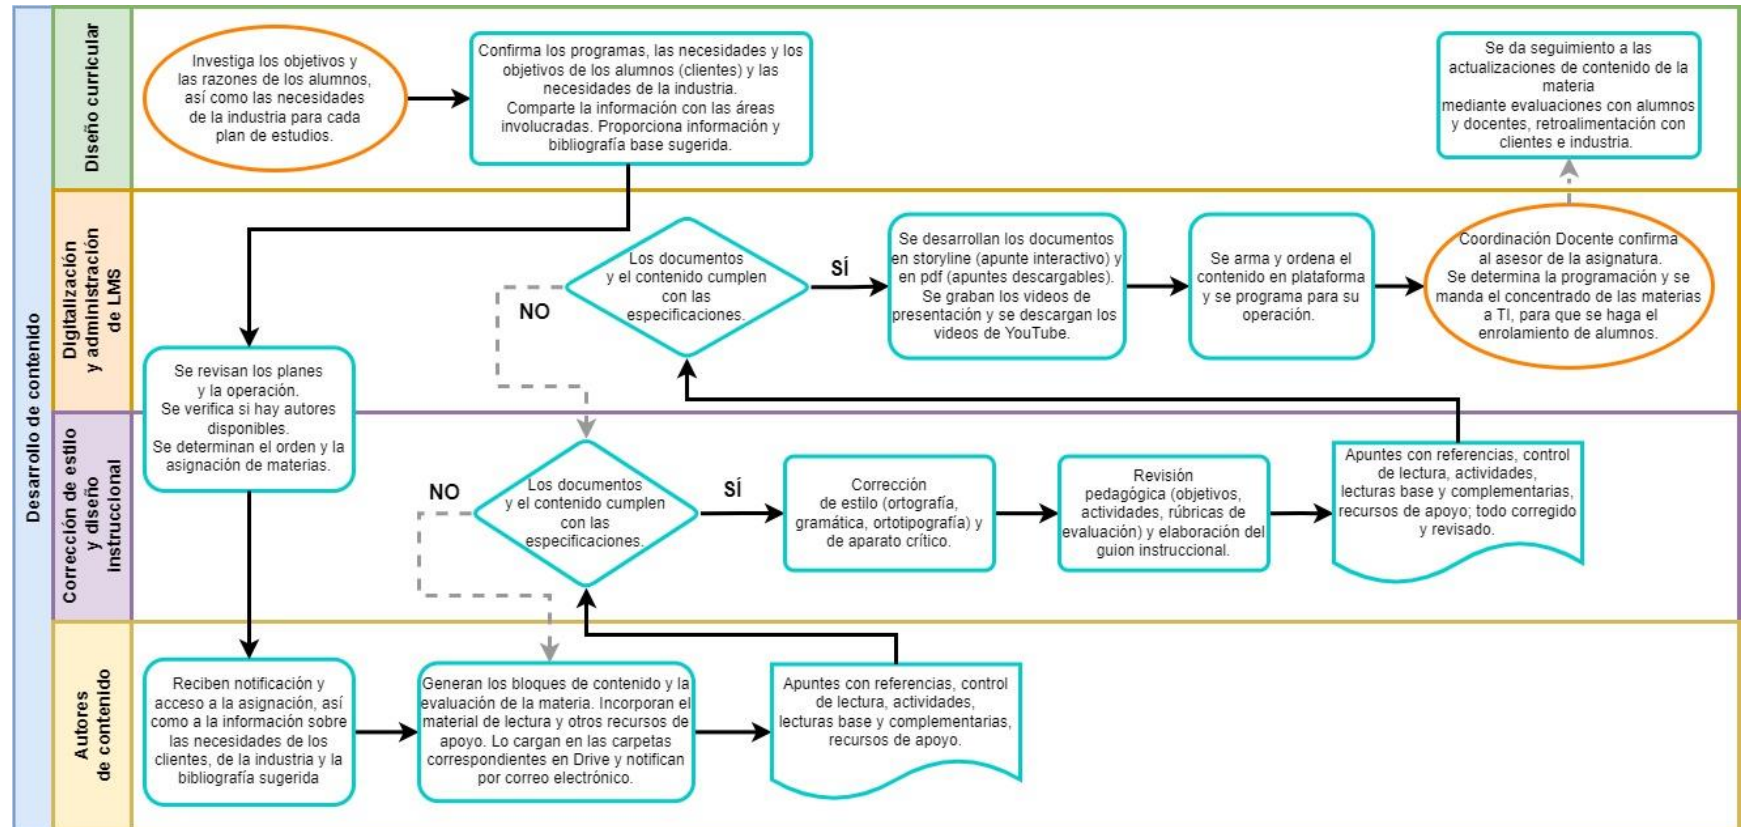 Desarrollo de contenido
Diseño curricular
Investiga los objetivos y
las razones de los alumnos,
así como las necesidades
de la industria para cada
plan de estudios.
Confirma los programas, las necesidades y los
objetivos de los alumnos (clientes) y las
necesidades de la industria.
Comparte la información con las áreas
involucradas. Proporciona información y
bibliografía base sugerida.
Se da seguimiento a las
actualizaciones de contenido de la
materia
mediante evaluaciones con alumnos
y docentes, retroalimentación con
clientes e industria.
Digitalización
y administración
de LMS
Los documentos
y el contenido cumplen
con las
especificaciones.
SÍ
NO
Se desarrollan los documentos
en storyline (apunte interactivo) y
en pdf (apuntes descargables).
Se graban los videos de
presentación y se descargan los
videos de YouTube.
Se arma y ordena el
contenido en plataforma
y se programa para su
operación.
Coordinación Docente confirma
al asesor de la asignatura.
Se determina la programación y se
manda el concentrado de las materias
a TI, para que se haga el
enrolamiento de alumnos.
Se revisan los planes
y la operación.
Se verifica si hay autores
disponibles.
Se determinan el orden y la
asignación de materias.
Corrección de estilo
y diseño
instruccional
Los documentos
y el contenido cumplen
con las
especificaciones.
NO
SÍ
Corrección
de estilo (ortografía,
gramática, ortotipografía) y
de aparato crítico.
Revisión
pedagógica (objetivos,
actividades, rúbricas de
evaluación) y elaboración del
guion instruccional.
Apuntes con referencias, control
de lectura, actividades,
lecturas base y complementarias,
recursos de apoyo; todo corregido
y revisado.
Autores
de contenido
Reciben notificación y
acceso a la asignación, así
como a la información sobre
las necesidades de los
clientes, de la industria y la
bibliografía sugerida
Generan los bloques de contenido y la
evaluación de la materia. Incorporan el
material de lectura y otros recursos de
apoyo. Lo cargan en las carpetas
correspondientes en Drive y notifican
por correo electrónico.
Apuntes con referencias, control
de lectura, actividades,
lecturas base y complementarias,
recursos de apoyo.